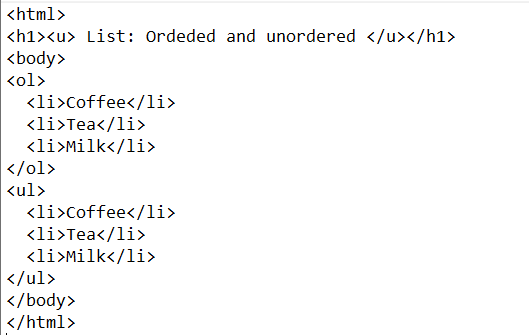 <html>
<h1><u> List: Ordeded and unordered </u></h1>
<body>
<ol>
  <li>Coffee</li>
  <li>Tea</li>
  <li>Milk</li>
</ol>
<ul>
  <li>Coffee</li>
  <li>Tea</li>
  <li>Milk</li>
</ul>
</body>
</html>